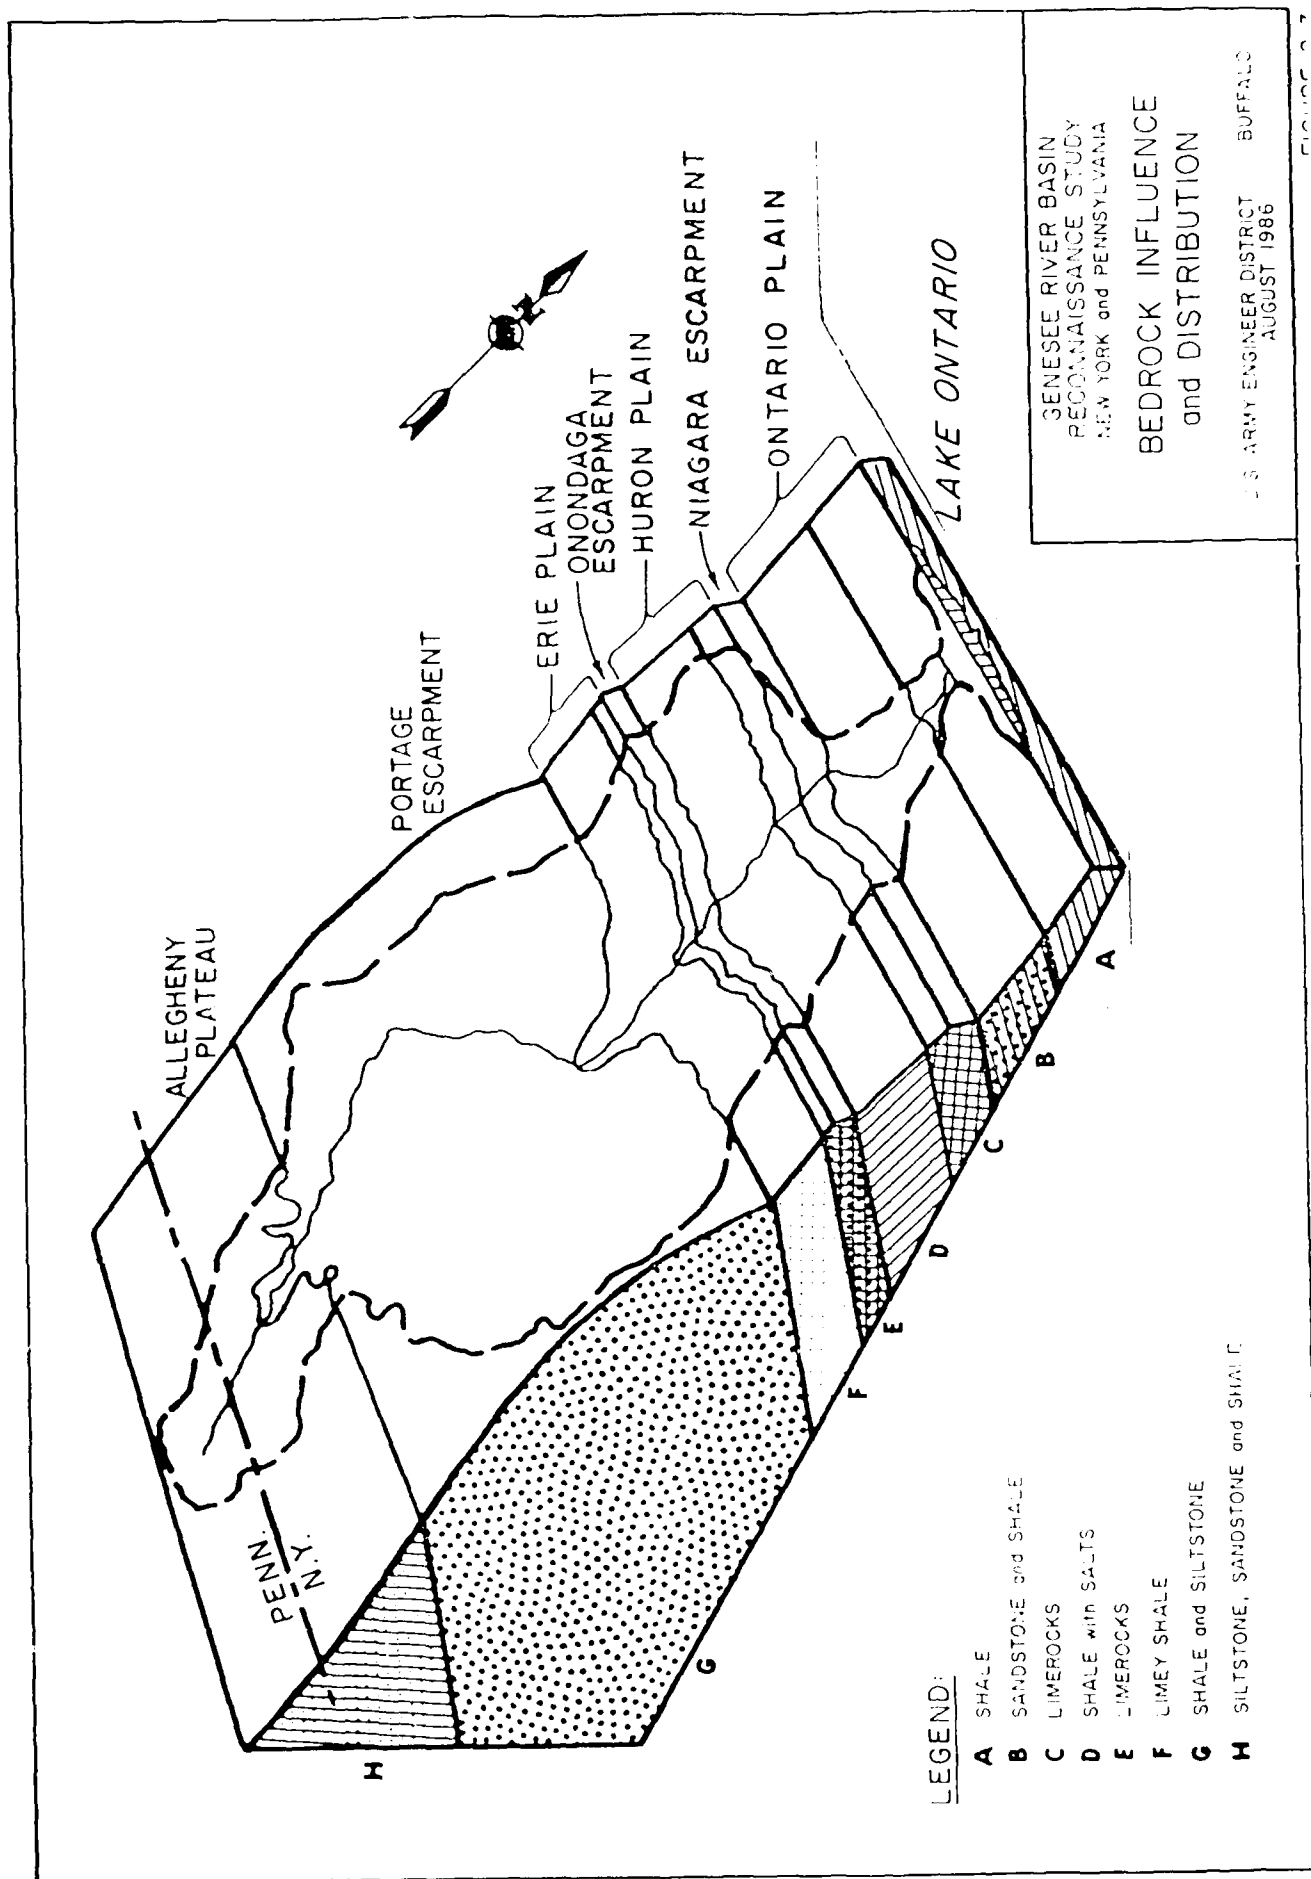 ALLEGHENY
PLATEAU
PORTAGE
ESCARPMENT
ERIE PLAIN
ONONDAGA
ESCARPMENT
HURON PLAIN
NIAGARA ESCARPMENT
ONTARIO PLAIN
LAKE ONTARIO
N
PENN.
N.Y.
H
G
F
E
D
C
B
A
LEGEND:
A SHALE
B SANDSTONE and SHALE
C LIMEROCKS
D SHALE with SALTS
E LIMEROCKS
F LIMEY SHALE
G SHALE and SILTSTONE
H SILTSTONE, SANDSTONE and SHALE
GENESEE RIVER BASIN
RECONNAISSANCE STUDY
NEW YORK and PENNSYLVANIA
BEDROCK INFLUENCE
and DISTRIBUTION
U S ARMY ENGINEER DISTRICT BUFFALO
AUGUST 1986